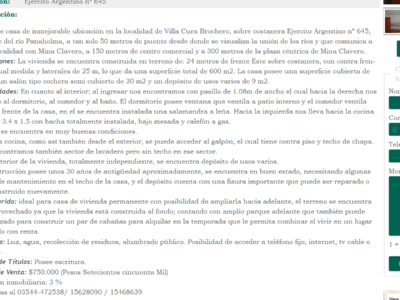 ón: Ejercito Argentino nº 645
e casa de inmejorable ubicación en la localidad de Villa Cura Brochero, sobre costanera Ejercito Argentino nº 645,
e del río Panaholma, a tan solo 50 metros de puente desde donde se visualiza la unión de los ríos y que comunica a
ocalidad con Mina Clavero, a 150 metros de centro comercial y a 300 metros de la plaza céntrica de Mina Clavero.
ones: La vivienda se encuentra construida en terreno de: 24 metros de frente Este sobre costanera, con contra fren-
ual medida y laterales de 25 m, lo que da una superficie total de 600 m2. La casa posee una superficie cubierta de
un salón tipo cochera semi cubierto de 30 m2 y un depósito de usos varios de 9 m2.
dades: En cuanto al interior; al ingresar nos encontramos con pasillo de 1.08m de ancho el cual hacia la derecha nos
e al dormitorio, al comedor y al baño. El dormitorio posee ventana que ventila a patio interno y el comedor ventila
frente de la casa, en el se encuentra instalada una salamandra a leña. Hacia la izquierda nos lleva hacia la cocina
3.4 x 1.5 con bacha totalmente instalada, bajo mesada y calefón a gas.
se encuentra en muy buenas condiciones.
a cocina, como así también desde el exterior, se puede acceder al galpón, el cual tiene contra piso y techo de chapa.
contramos también sector de lavadero pero sin techo en ese sector.
terior de la vivienda, totalmente independiente, se encuentra depósito de usos varios.
strucción posee unos 30 años de antigüedad aproximadamente, se encuentra en buen estado, necesitando algunas
de mantenimiento en el techo de la casa, y el depósito cuenta con una fisura importante que puede ser reparado o
onstruido nuevamente.
erido: ideal para casa de vivienda permanente con posibilidad de ampliarla hacia adelante, el terreno se encuentra
rovechado ya que la vivienda está construida al fondo; contando con amplio parque adelante que también puede
izado para construir un par de cabañas para alquilar en la temporada que le permita combinar el vivir en un lugar
do con renta.
s: Luz, agua, recolección de residuos, alumbrado público. Posibilidad de acceder a teléfono fijo, internet, tv cable o
de Títulos: Posee escritura.
de Venta: $750.000 (Pesos Setecientos cincuenta Mil)
n inmobiliaria: 3 %
as al 03544-472538/ 15628090 / 15468639
No
Co
Tel
Me
1 +